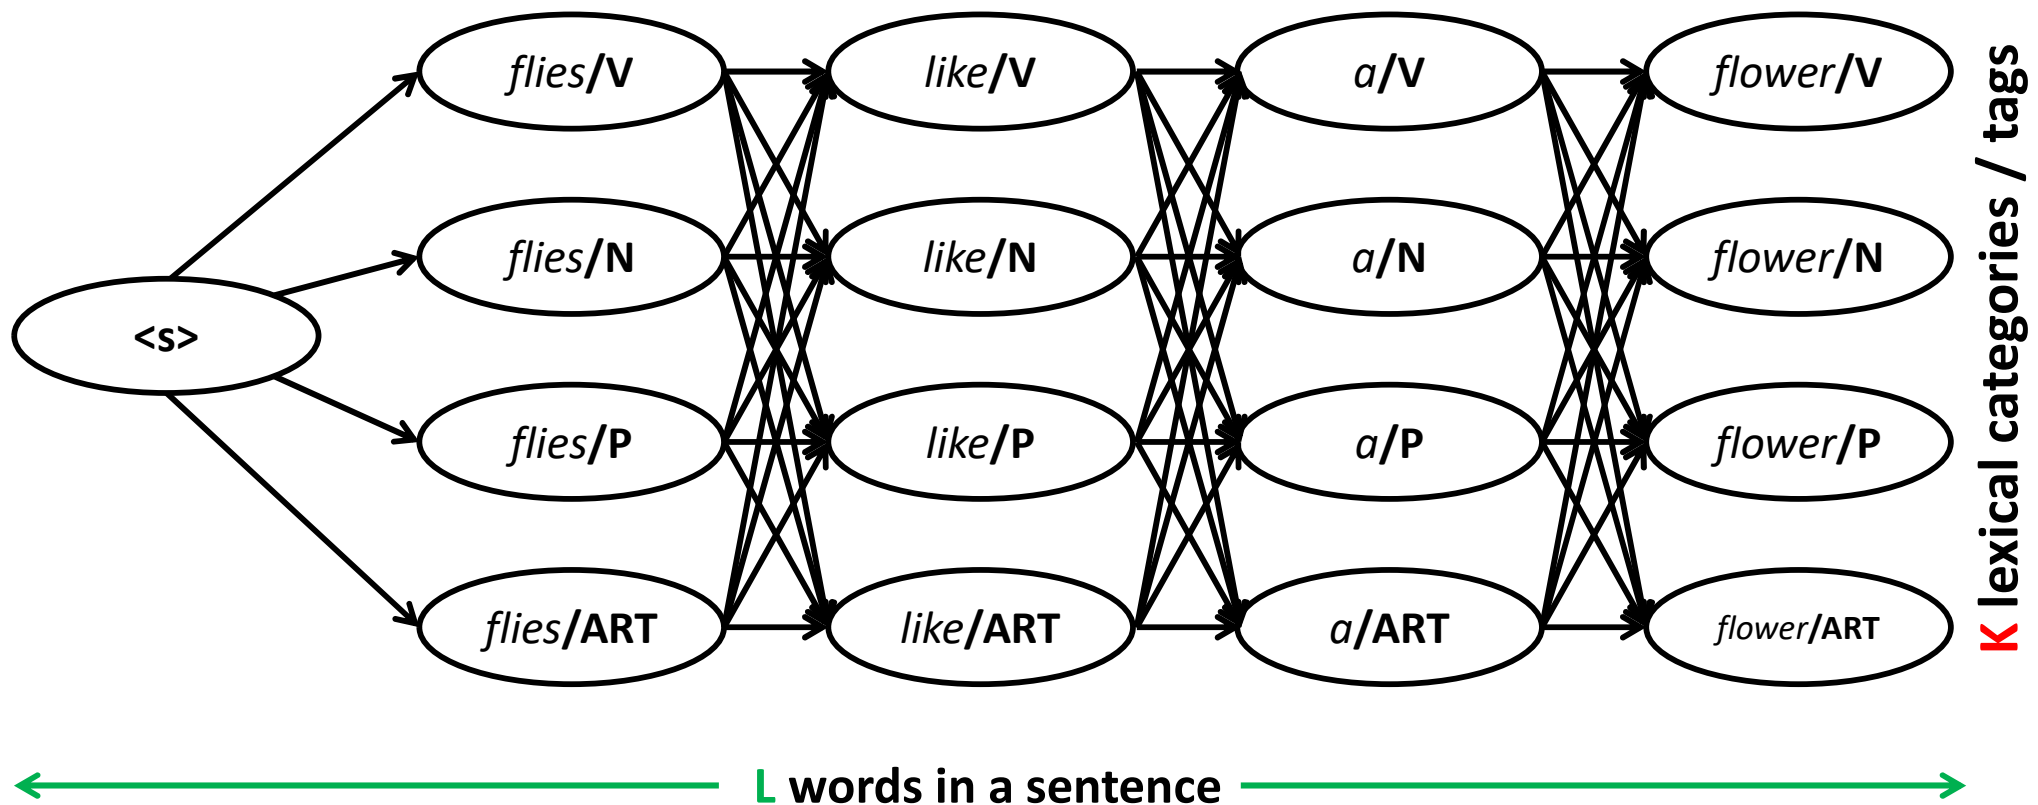 flies/V
like/V
a/V
flower/V
flies/N
like/N
a/N
flower/N
<s>
flies/P
like/P
a/P
flower/P
flies/ART
like/ART
a/ART
flower/ART
K lexical categories / tags
L words in a sentence